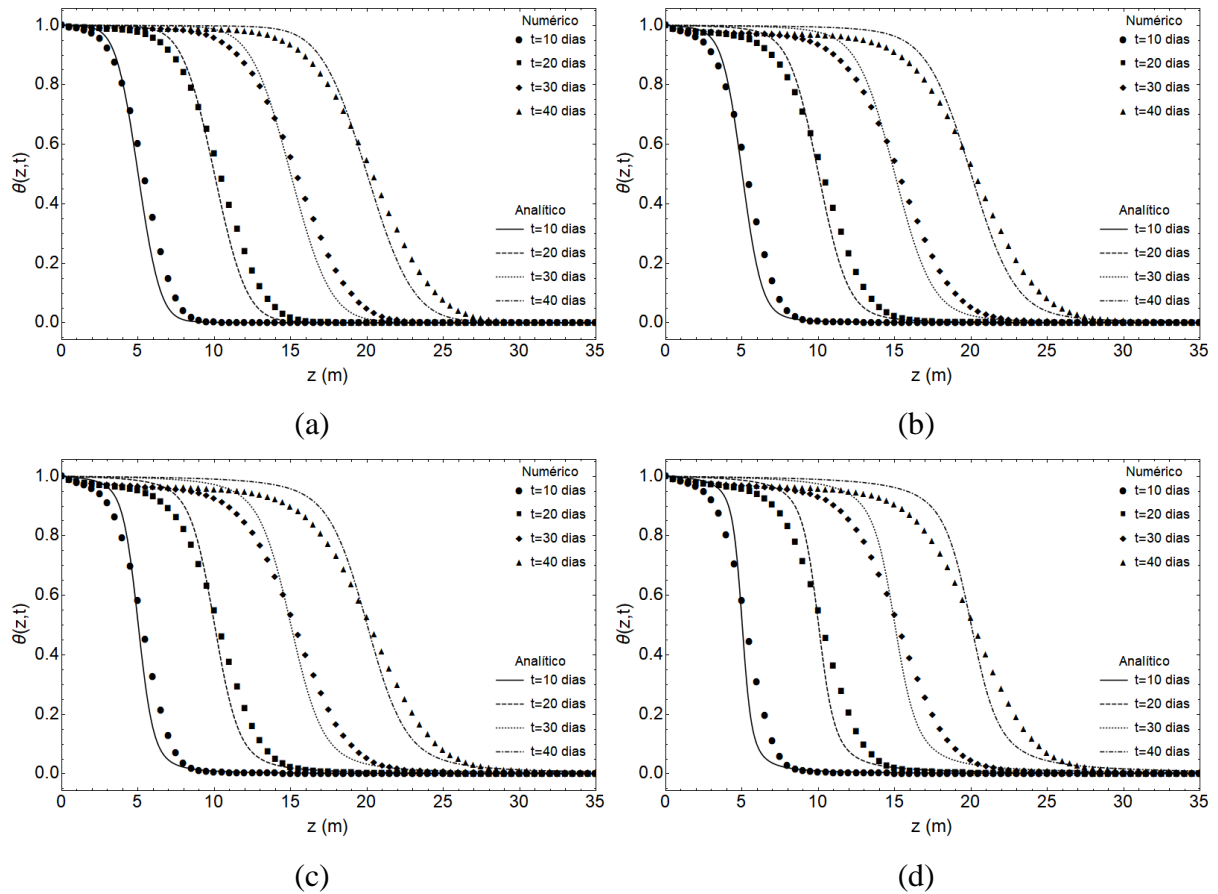 1.0
0.8
0.6
0.4
0.2
0.0
θ(z,t)
0 5 10 15 20 25 30 35
z (m)
Numérico
t=10 dias
t=20 dias
t=30 dias
t=40 dias
Analítico
t=10 dias
t=20 dias
t=30 dias
t=40 dias
(a)
1.0
0.8
0.6
0.4
0.2
0.0
θ(z,t)
0 5 10 15 20 25 30 35
z (m)
Numérico
t=10 dias
t=20 dias
t=30 dias
t=40 dias
Analítico
t=10 dias
t=20 dias
t=30 dias
t=40 dias
(b)
1.0
0.8
0.6
0.4
0.2
0.0
θ(z,t)
0 5 10 15 20 25 30 35
z (m)
Numérico
t=10 dias
t=20 dias
t=30 dias
t=40 dias
Analítico
t=10 dias
t=20 dias
t=30 dias
t=40 dias
(c)
1.0
0.8
0.6
0.4
0.2
0.0
θ(z,t)
0 5 10 15 20 25 30 35
z (m)
Numérico
t=10 dias
t=20 dias
t=30 dias
t=40 dias
Analítico
t=10 dias
t=20 dias
t=30 dias
t=40 dias
(d)